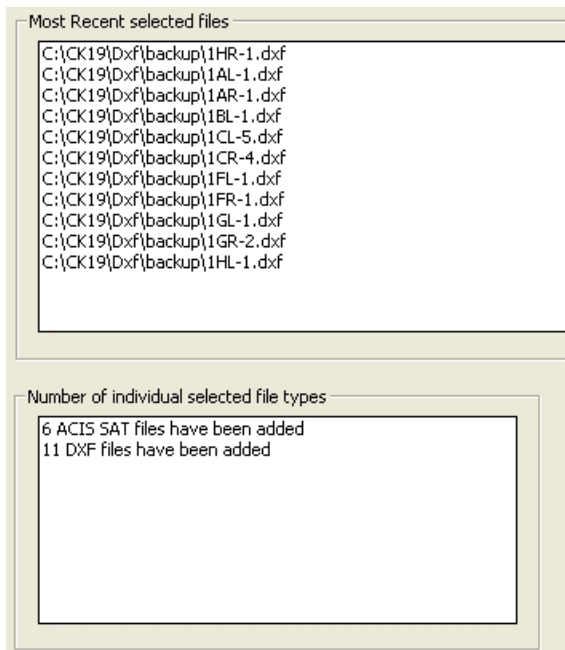 Most Recent selected files
C:\CK19\Dxf\backup\1HR-1.dxf
C:\CK19\Dxf\backup\1AL-1.dxf
C:\CK19\Dxf\backup\1AR-1.dxf
C:\CK19\Dxf\backup\1BL-1.dxf
C:\CK19\Dxf\backup\1CL-5.dxf
C:\CK19\Dxf\backup\1CR-4.dxf
C:\CK19\Dxf\backup\1FL-1.dxf
C:\CK19\Dxf\backup\1FR-1.dxf
C:\CK19\Dxf\backup\1GL-1.dxf
C:\CK19\Dxf\backup\1GR-2.dxf
C:\CK19\Dxf\backup\1HL-1.dxf
Number of individual selected file types
6 ACIS SAT files have been added
11 DXF files have been added